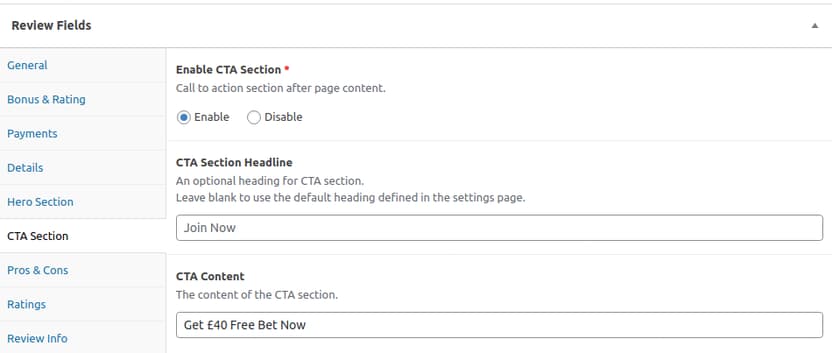 Review Fields
General
Bonus & Rating
Payments
Details
Hero Section
CTA Section
Pros & Cons
Ratings
Review Info
Enable CTA Section *
Call to action section after page content.
Enable
Disable
CTA Section Headline
An optional heading for CTA section.
Leave blank to use the default heading defined in the settings page.
Join Now
CTA Content
The content of the CTA section.
Get £40 Free Bet Now